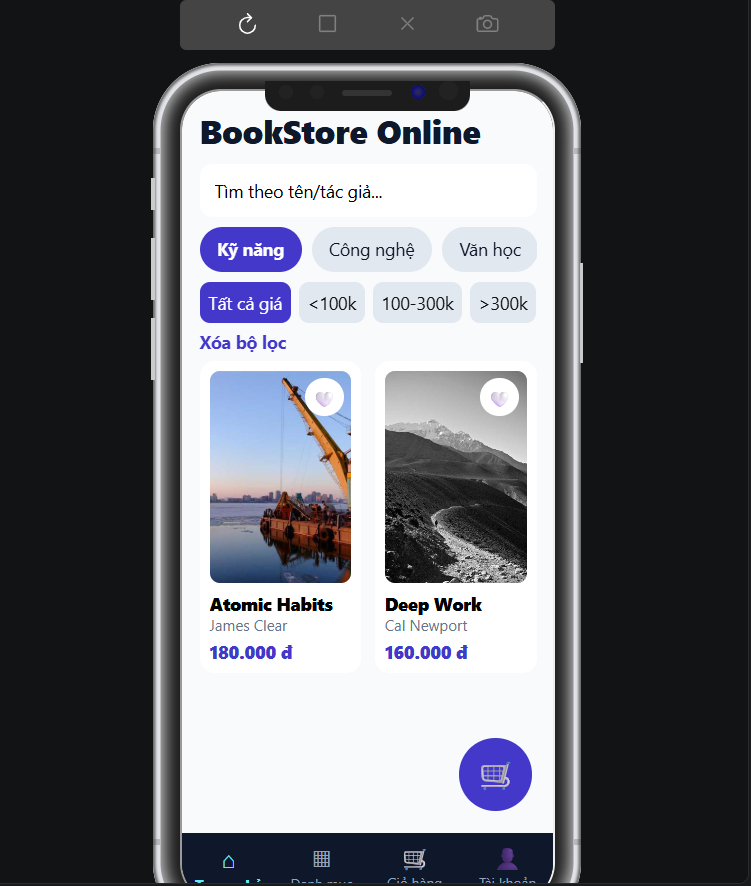 BookStore Online
Tìm theo tên/tác giả...
Kỹ năng Công nghệ Văn học
Tất cả giá <100k 100-300k >300k
Xóa bộ lọc
Atomic Habits Deep Work
James Clear Cal Newport
180.000 đ 160.000 đ
Danh mục Giỏ hàng Tài khoản